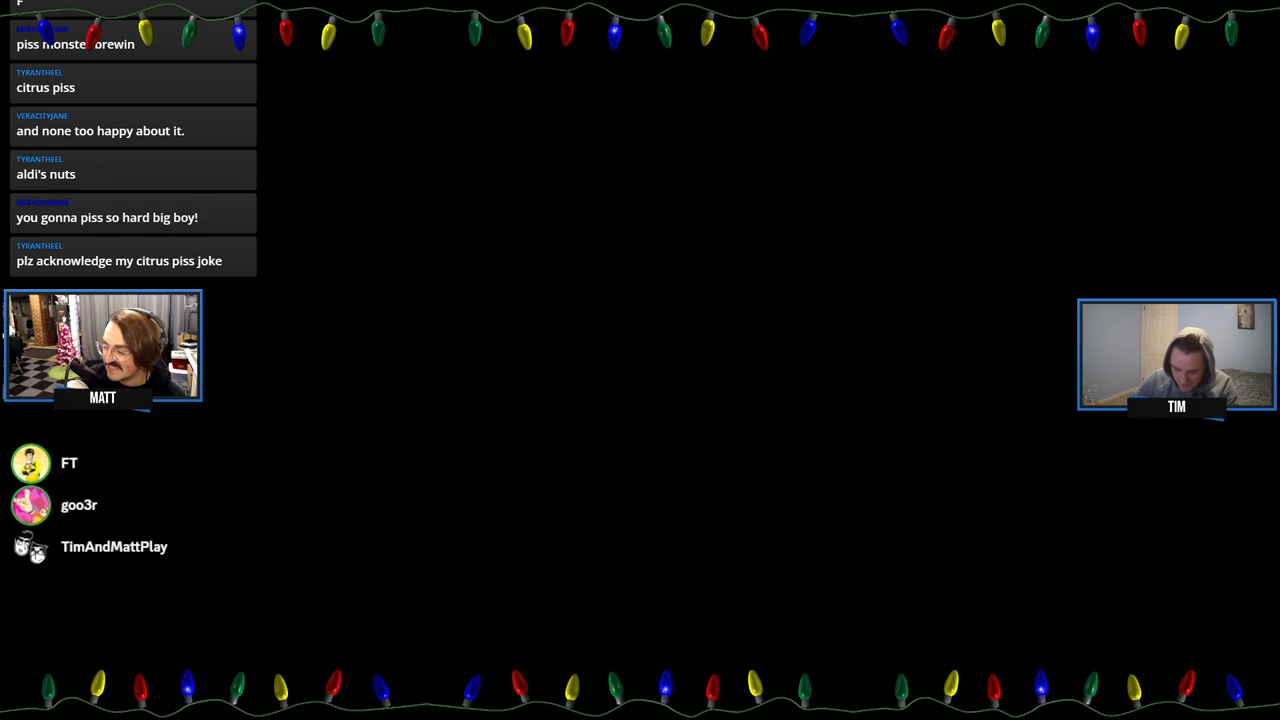 F
piss monster brewin
TYRANTHEEL
citrus piss
VERACITYJANE
and none too happy about it.
TYRANTHEEL
aldi's nuts
you gonna piss so hard big boy!
TYRANTHEEL
plz acknowledge my citrus piss joke
MATT
TIM
FT
goo3r
TimAndMattPlay